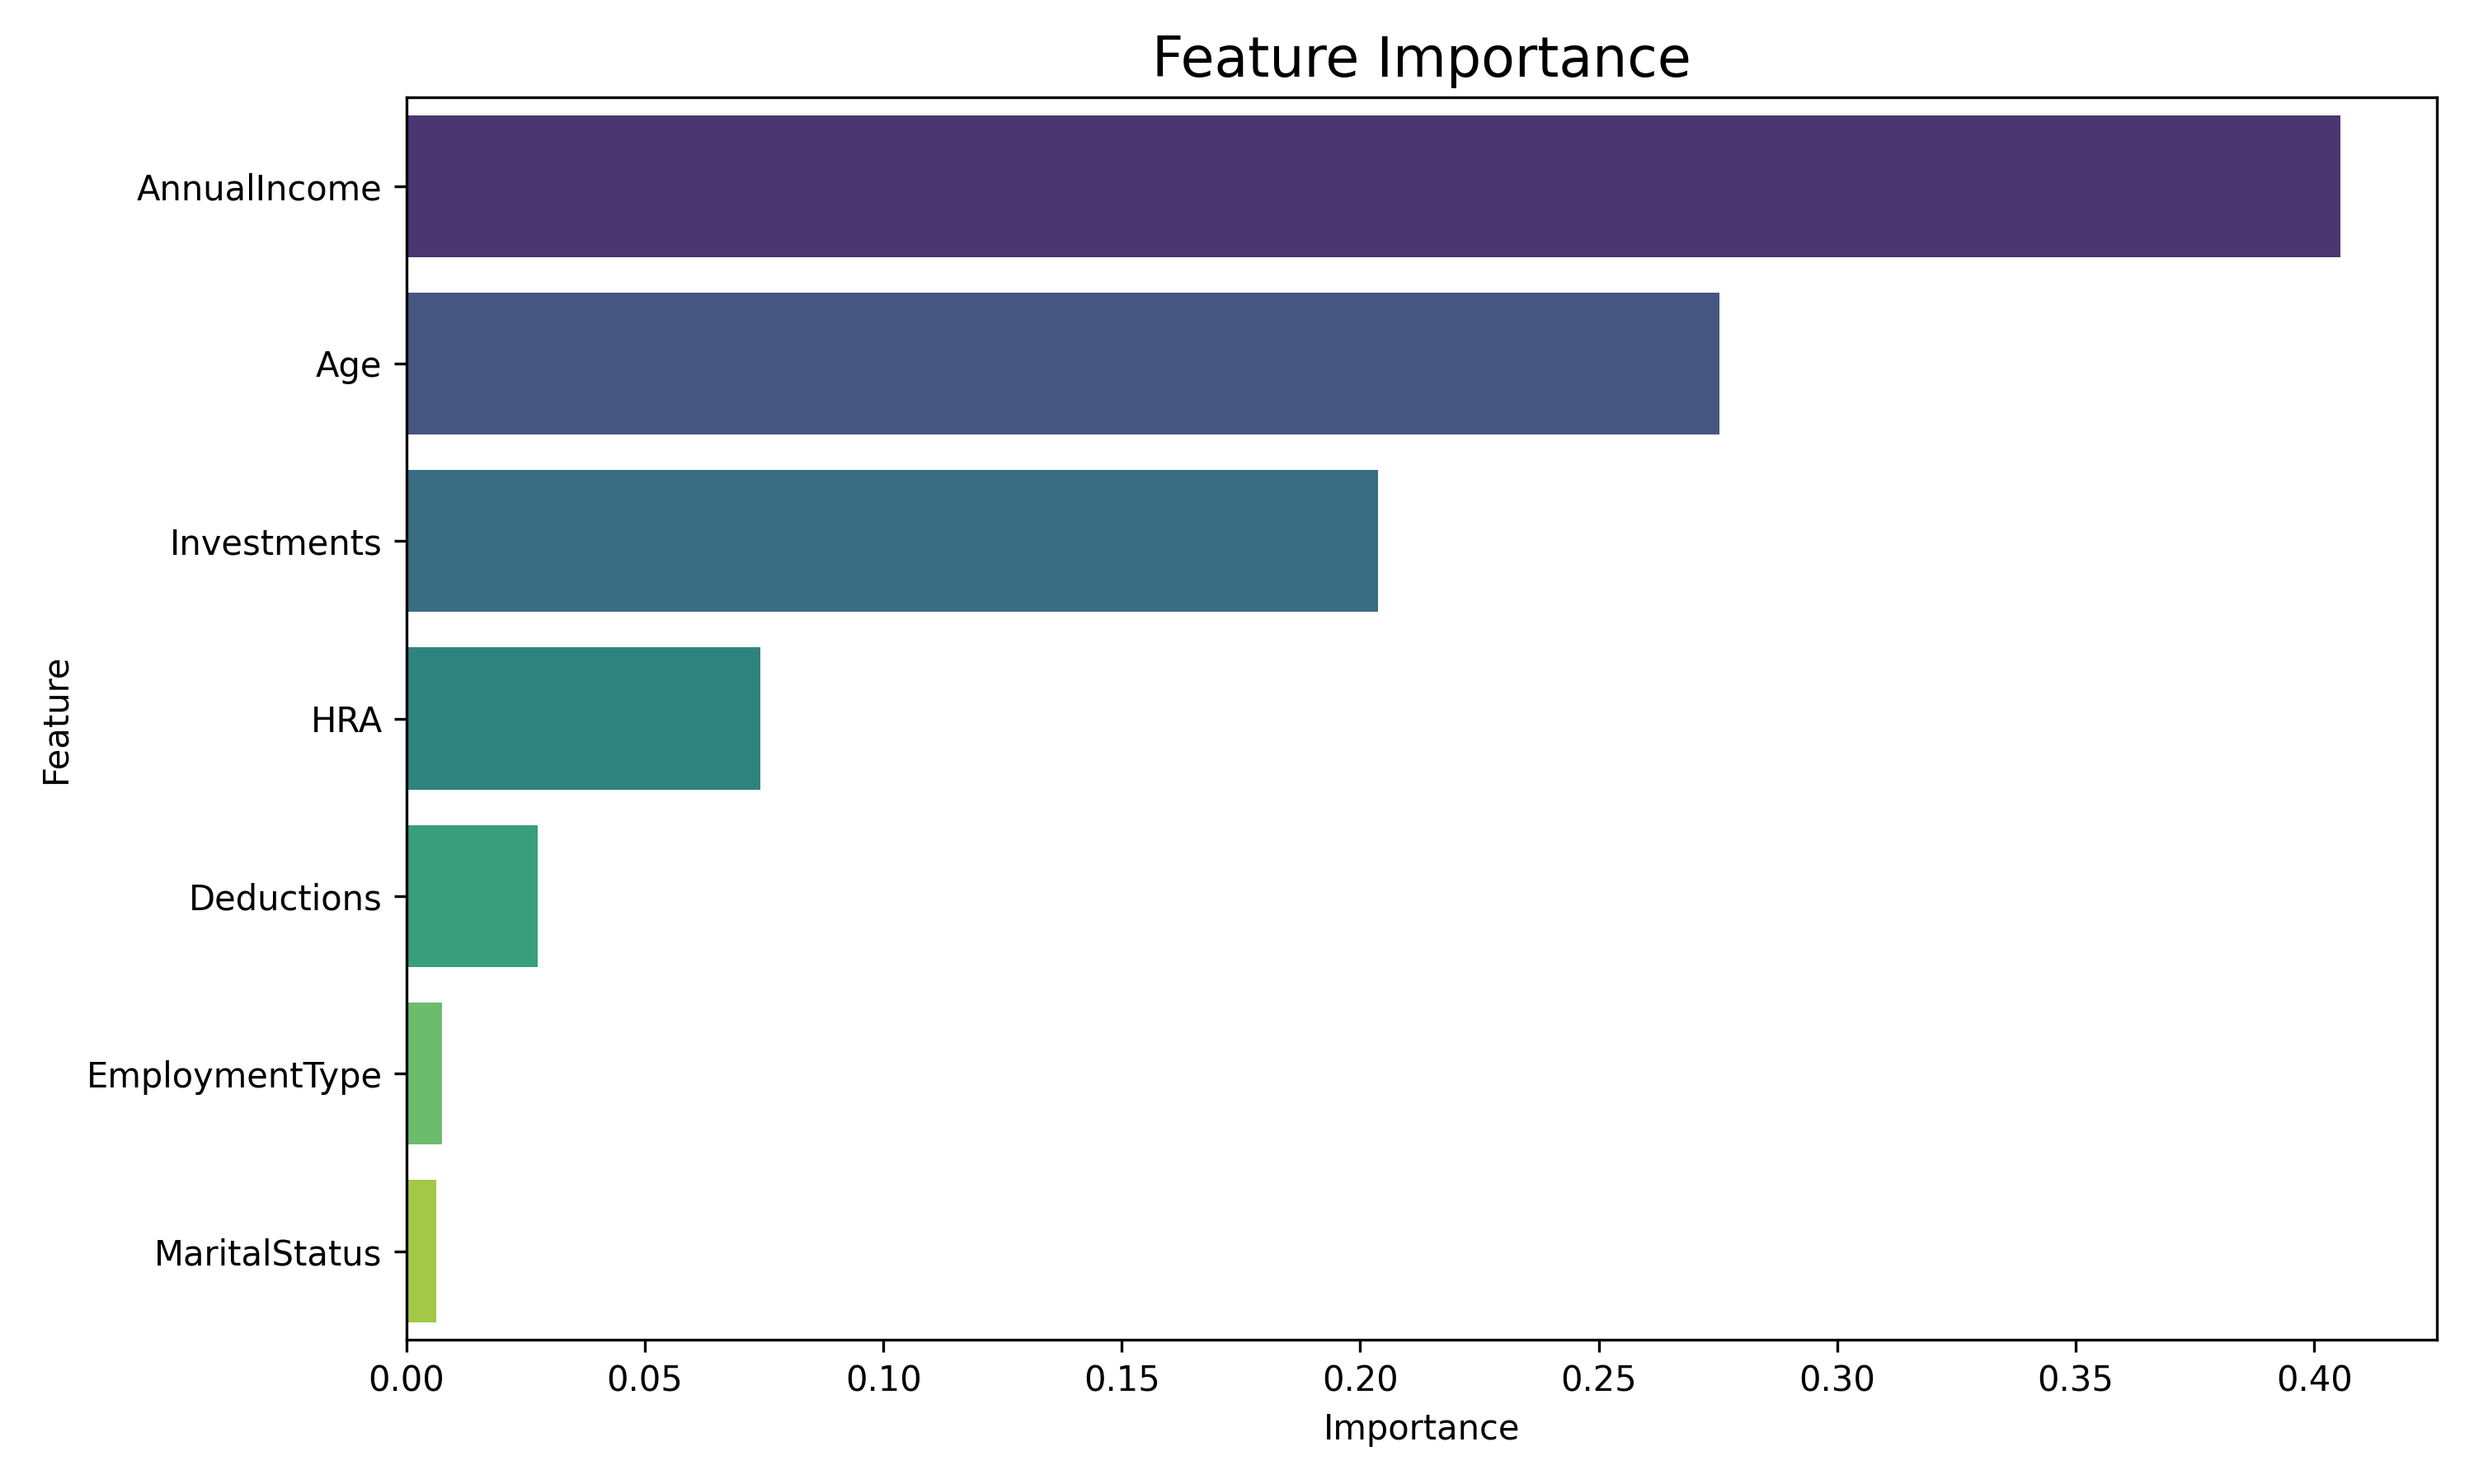 Feature Importance
AnnualIncome
Age
Investments
HRA
Deductions
EmploymentType
MaritalStatus
Feature
0.00 0.05 0.10 0.15 0.20 0.25 0.30 0.35 0.40
Importance